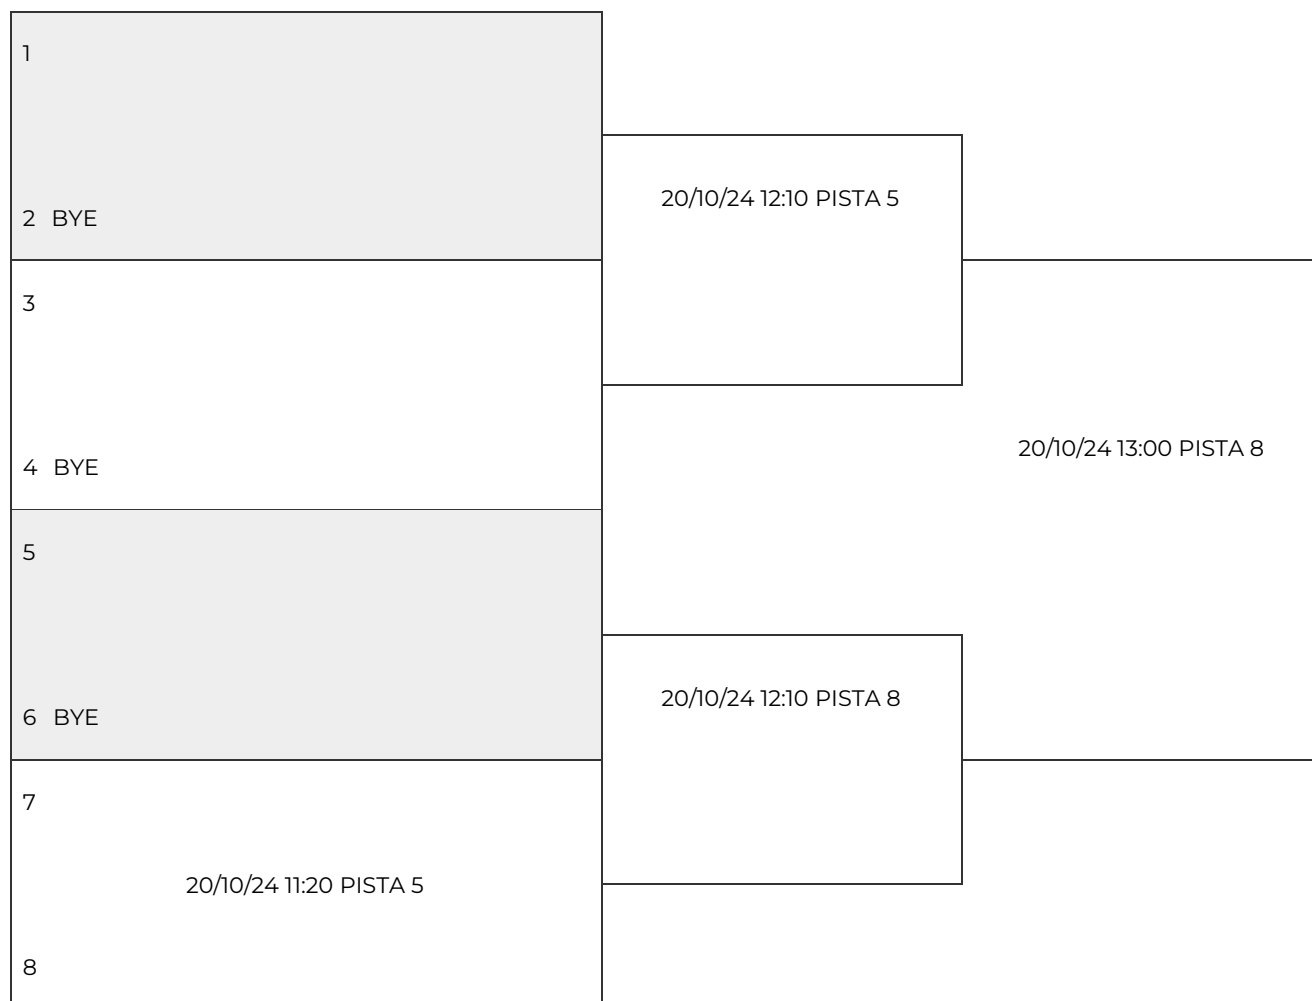 1
2 BYE
3
4 BYE
5
6 BYE
7
20/10/24 11:20 PISTA 5
8
20/10/24 12:10 PISTA 5
20/10/24 12:10 PISTA 8
20/10/24 13:00 PISTA 8